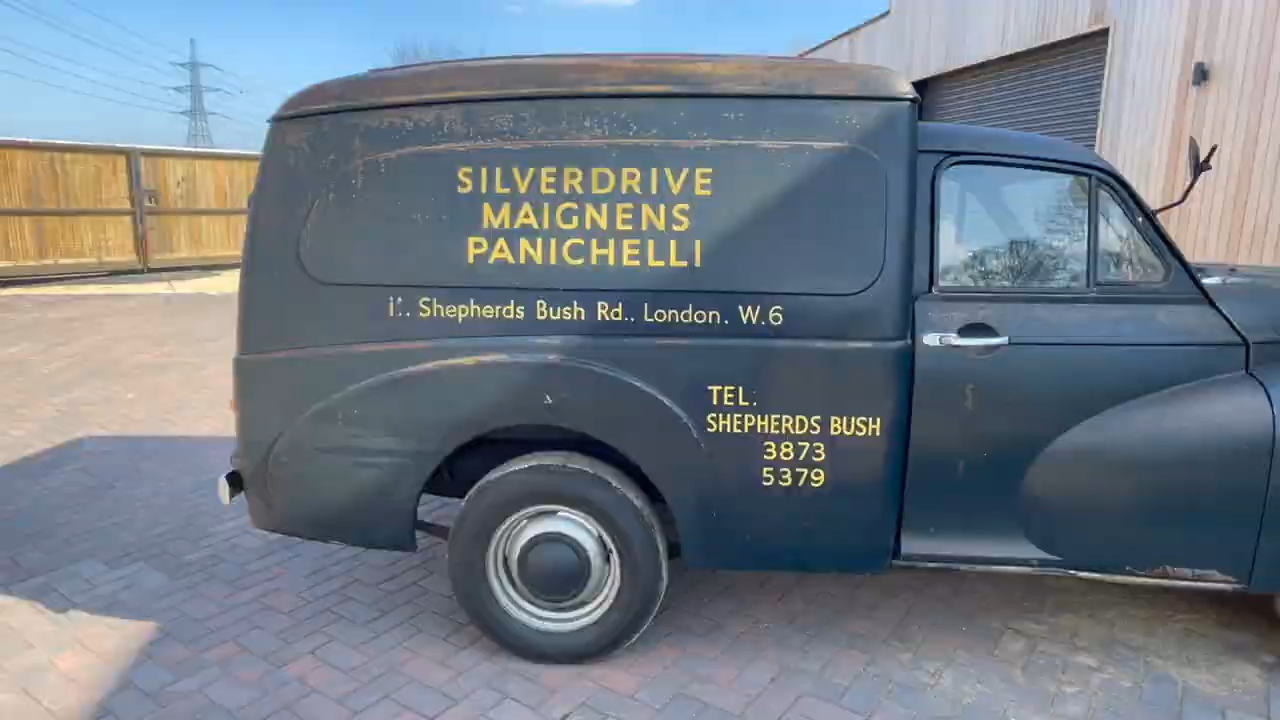 SILVERDRIVE
MAIGNENS
PANICHELLI
Shepherds Bush Rd., London. W.6
TEL:
SHEPHERDS BUSH
3873
5379